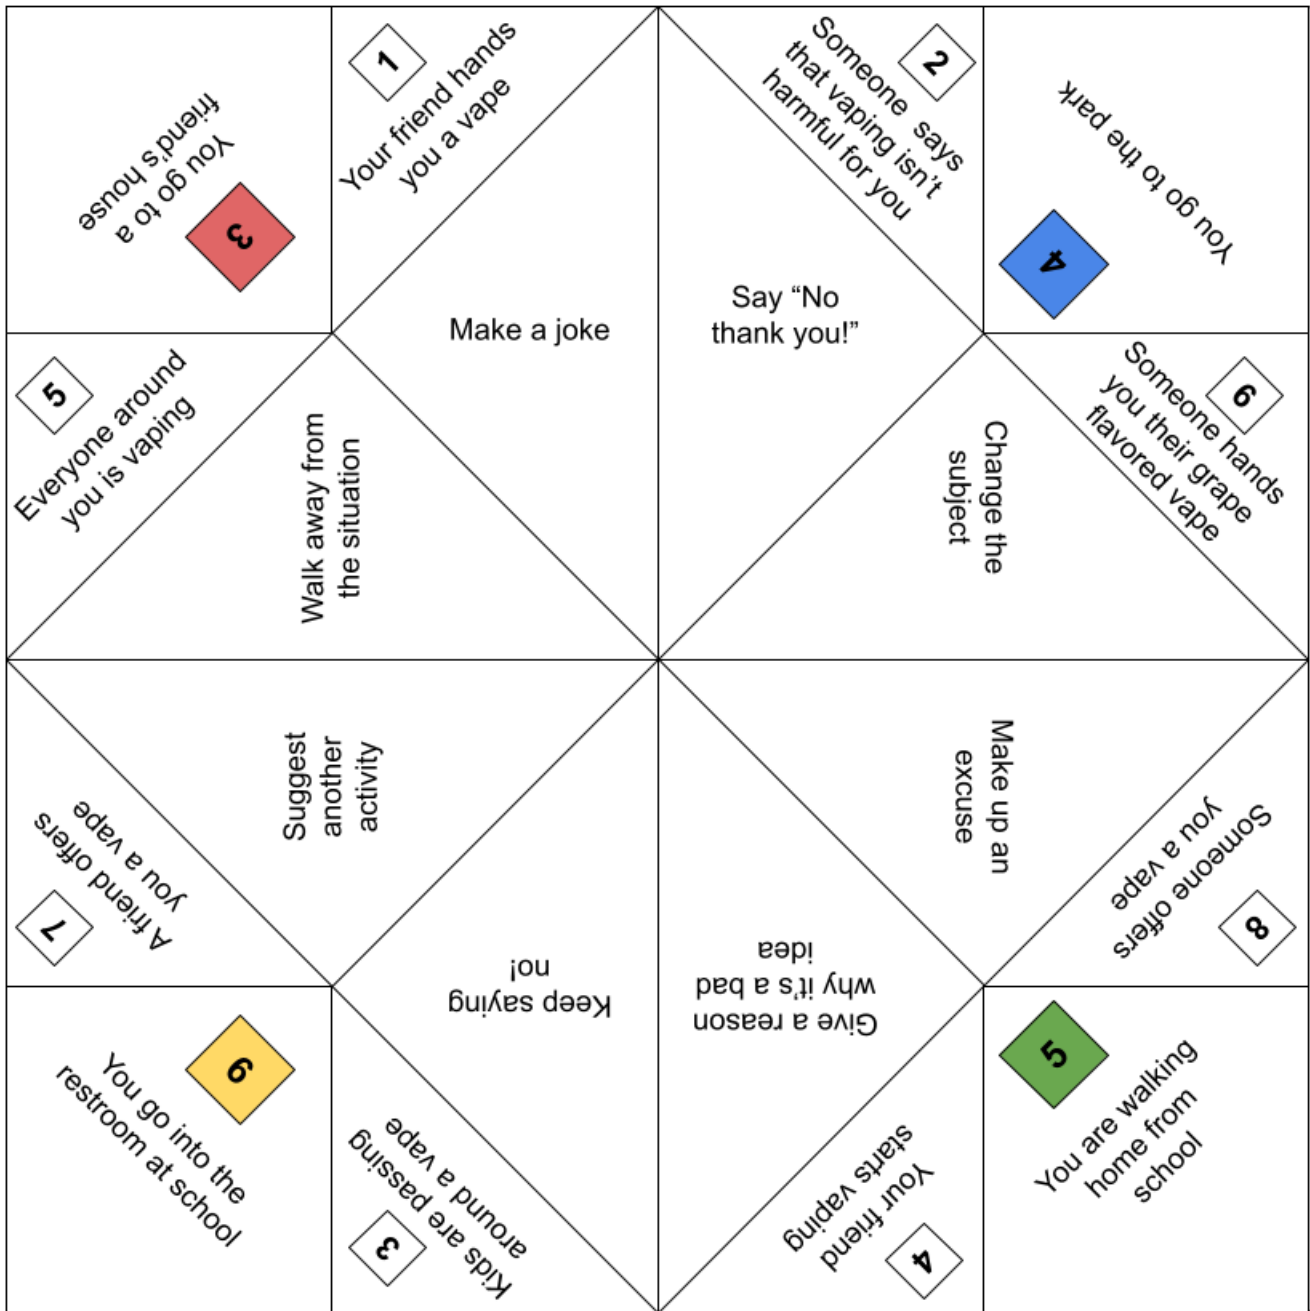 You go to a
friend's house
3
1
Your friend hands
you a vape
2
Someone says
that vaping isn't
harmful for you
You go to the park
4
Make a joke
Say “No
thank you!”
5
Everyone around
you is vaping
Walk away from
the situation
Change the
subject
6
Someone hands
you their grape
flavored vape
Suggest
another
activity
Make up an
excuse
A friend offers
you a vape
7
Someone offers
you a vape
8
Keep saying
no!
Give a reason
why it's a bad
idea
6
You go into the
restroom at school
Kids are passing
around a vape
3
Your friend
starts vaping
4
5
You are walking
home from
school